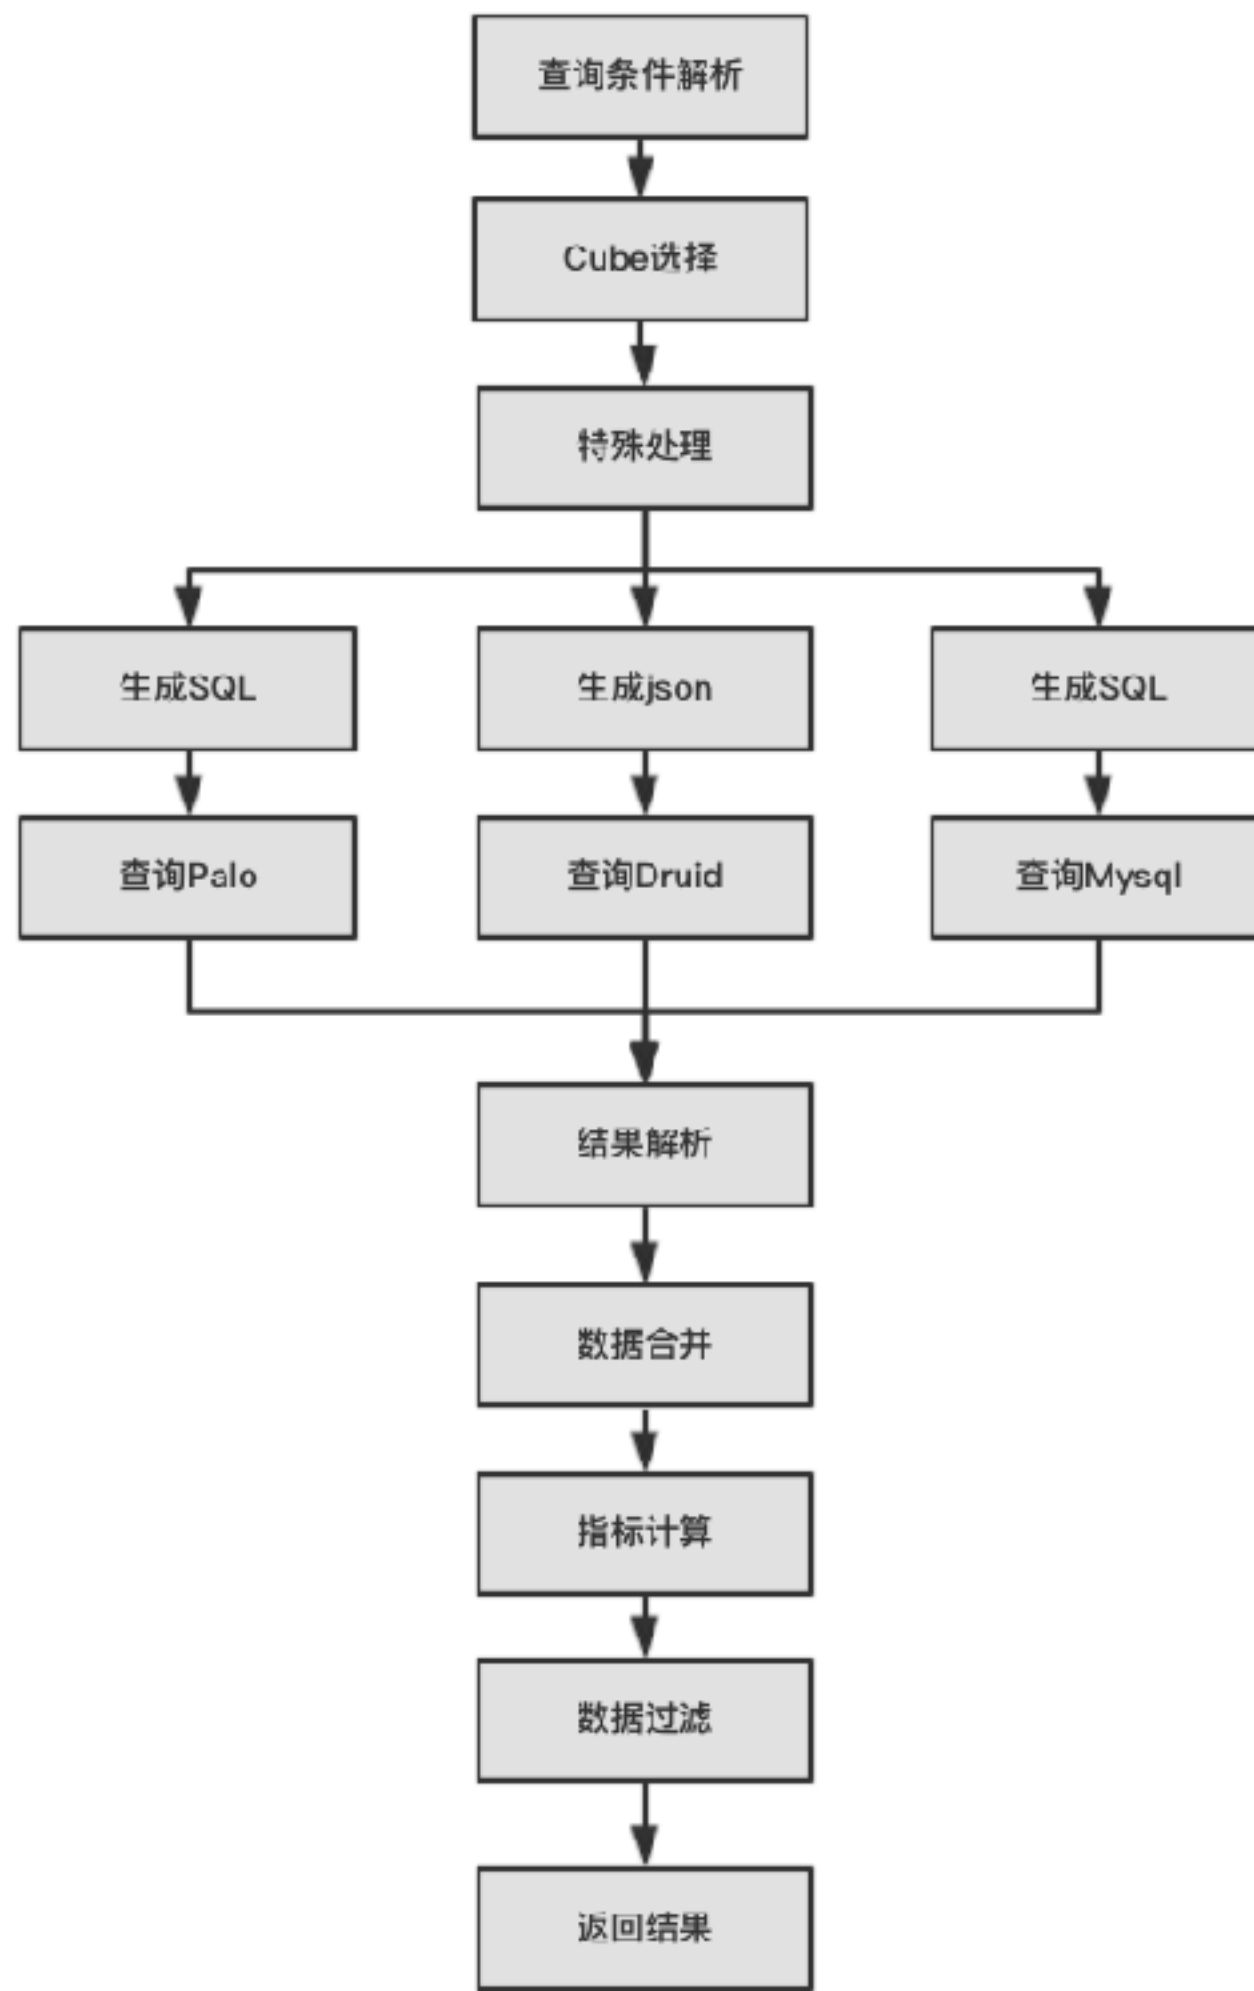 查询条件解析
Cube选择
特殊处理
生成SQL
生成json
生成SQL
查询Palo
查询Druid
查询Mysql
结果解析
数据合并
指标计算
数据过滤
返回结果